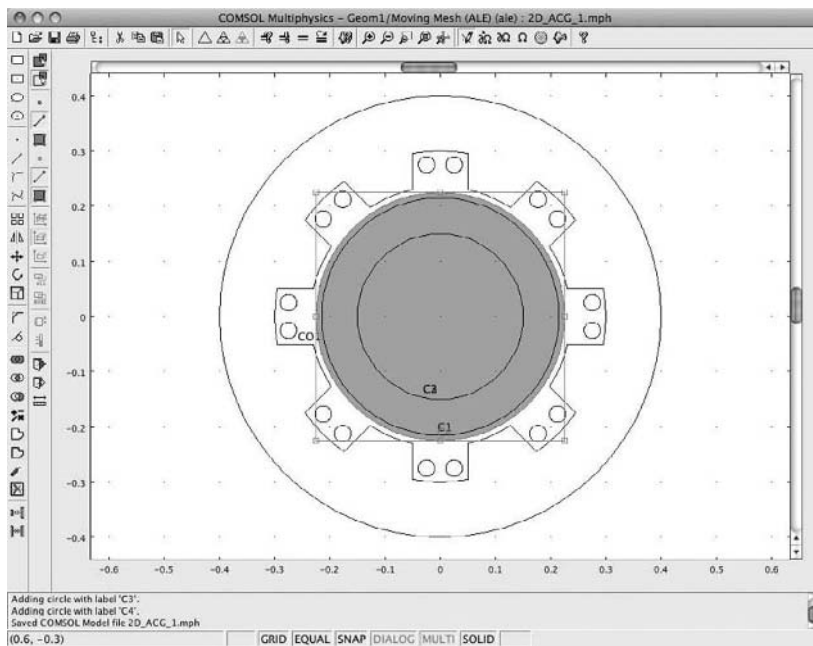 COMSOL Multiphysics – Geom1/Moving Mesh (ALE) (ale) : 2D_ACG_1.mph
0.4
0.3
0.2
0.1
0
-0.1
-0.2
-0.3
-0.4
CO
C3
C1
-0.6 -0.5 -0.4 -0.3 -0.2 -0.1 0 0.1 0.2 0.3 0.4 0.5 0.6
Adding circle with label 'C3'.
Adding circle with label 'C4'.
Saved COMSOL Model file 2D_ACG_1.mph
(0.6, -0.3) GRID EQUAL SNAP DIALOG MULTI SOLID